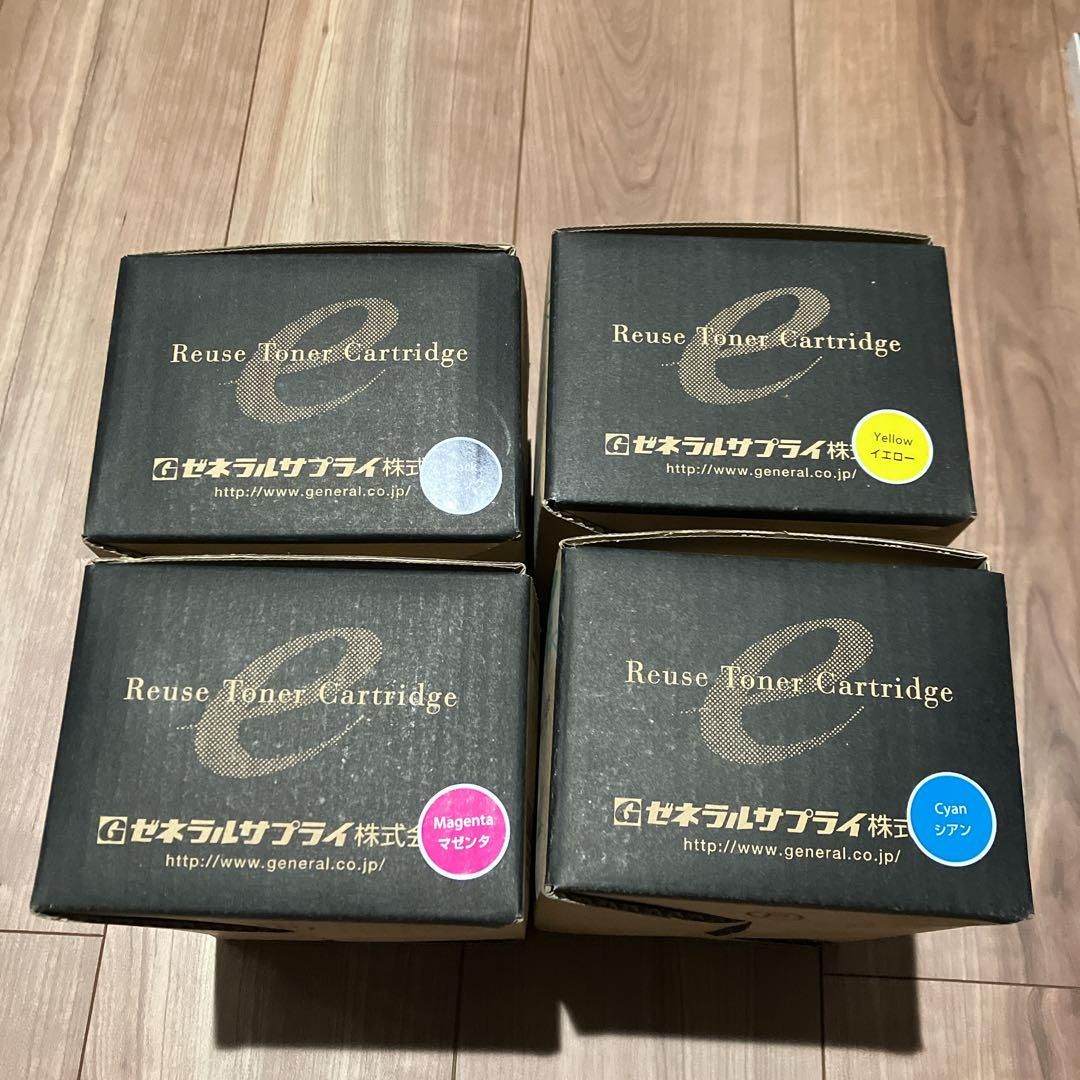 Reuse Toner Cartridge
ゼネラルサプライ株式
http://www.general.co.jp/
Reuse Toner Cartridge
ゼネラルサプライ株
http://www.general.co.jp/
Yellow
イエロー
Reuse Toner Cartridge
ゼネラルサプライ株式会
http://www.general.co.jp/
Magenta
マゼンタ
Reuse Toner Cartridge
ゼネラルサプライ株
http://www.general.co.jp/
Cyan
シアン